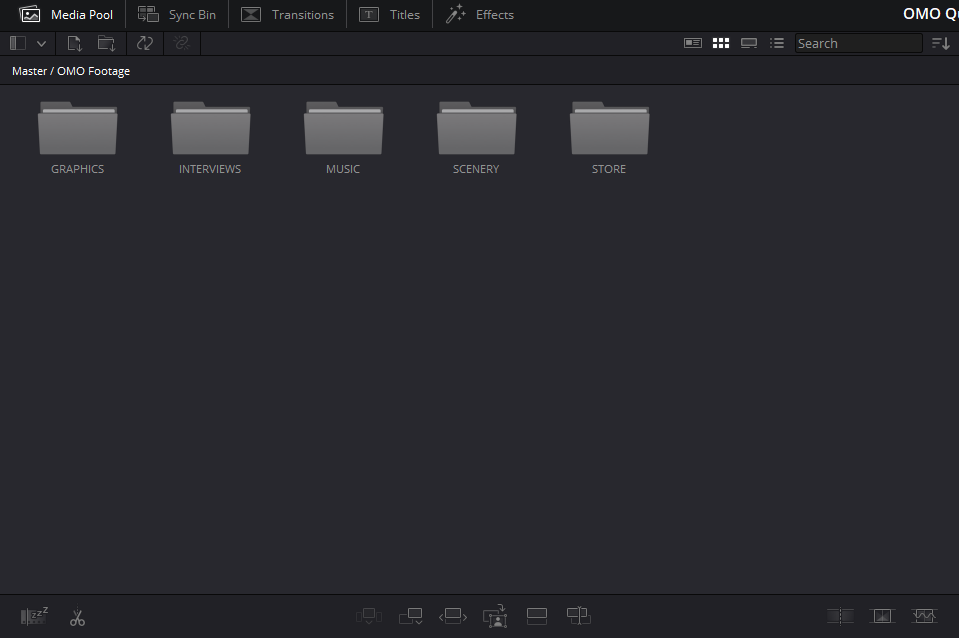 Media Pool
Sync Bin
Transitions
Titles
Effects
OMO
Search
Master / OMO Footage
GRAPHICS
INTERVIEWS
MUSIC
SCENERY
STORE